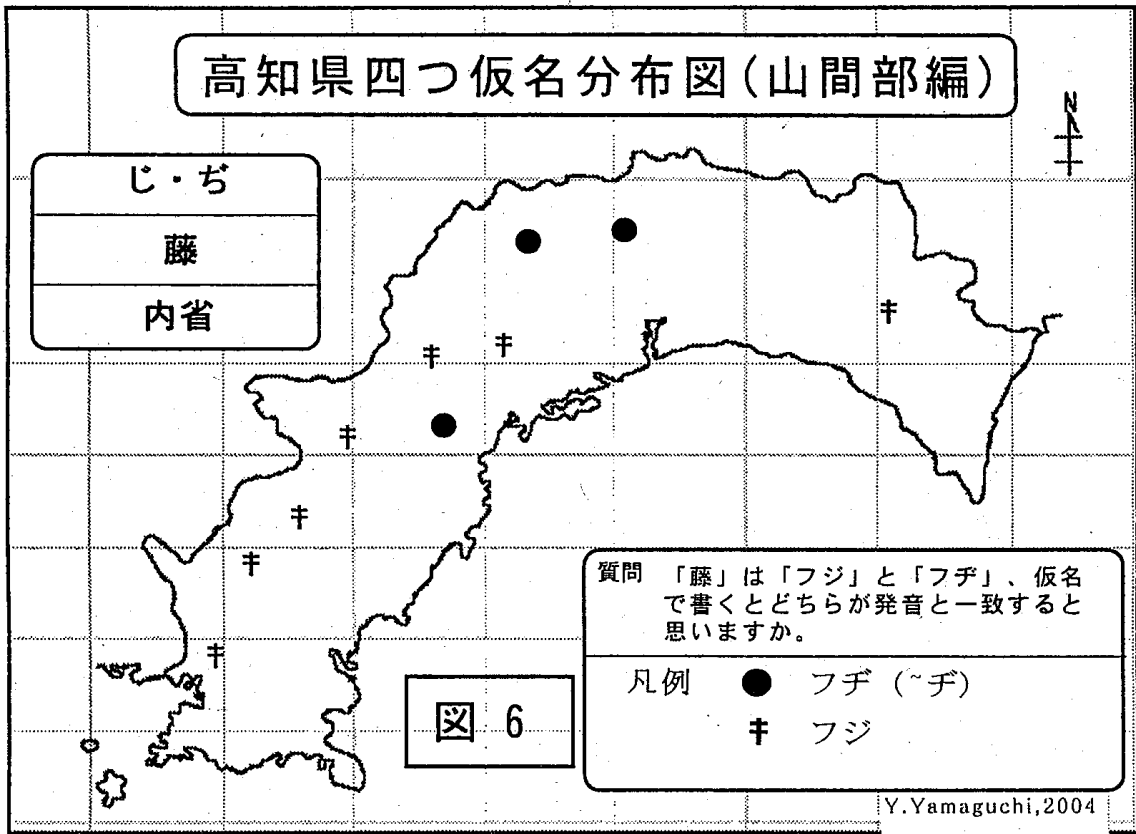 高知県四つ仮名分布図(山間部編)
N
じ・ぢ
藤
内省
質問 「藤」は「フジ」と「フヂ」、仮名
で書くとどちらが発音と一致すると
思いますか。
凡例 ● フヂ (~ヂ)
‡ フジ
図 6
Y.Yamaguchi,2004